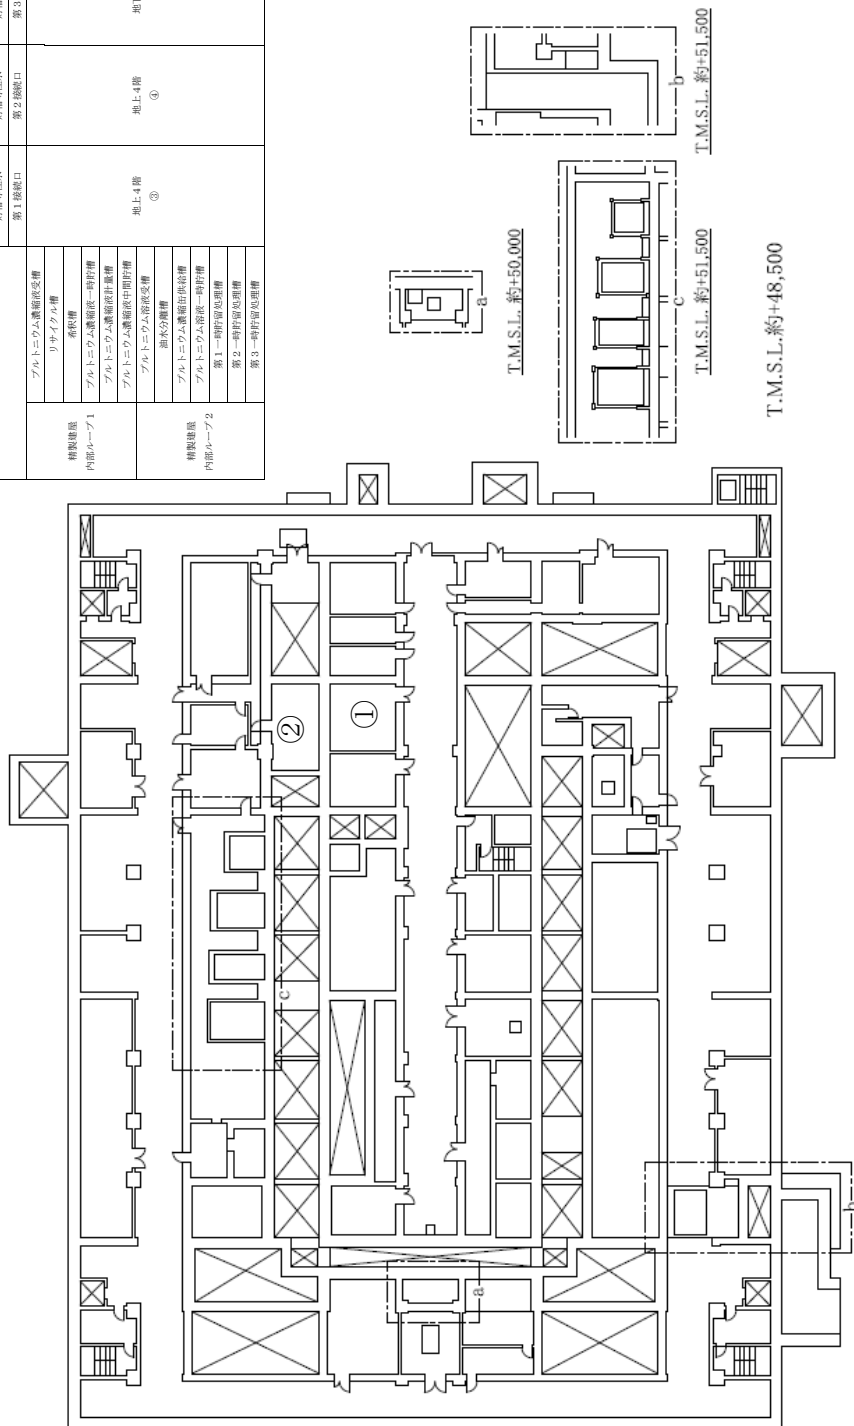 第1接続口
第2接続口
第3
精製建屋
内部ループ1
プルトニウム濃縮液受槽
リサイクル槽
希釈槽
プルトニウム濃縮液一時貯槽
プルトニウム濃縮液計量槽
プルトニウム濃縮液中間貯槽
地上4階
③
地上4階
④
地下
精製建屋
内部ループ2
プルトニウム溶液受槽
油水分離槽
プルトニウム濃縮缶供給槽
プルトニウム溶液一時貯槽
第1一時貯留処理槽
第2一時貯留処理槽
第3一時貯留処理槽
a
T.M.S.L. 約+50,000
b
T.M.S.L. 約+51,500
c
T.M.S.L. 約+51,500
T.M.S.L.約+48,500
①
②
c
a
b